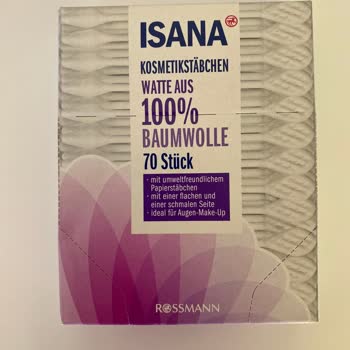 ISANA
KOSMETIKSTÄBCHEN
WATTE AUS
100%
BAUMWOLLE
70 Stück
· mit umweltfreundlichem
Papierstäbchen
· mit einer flachen und
einer schmalen Seite
· ideal für Augen-Make-Up
ROSSMANN